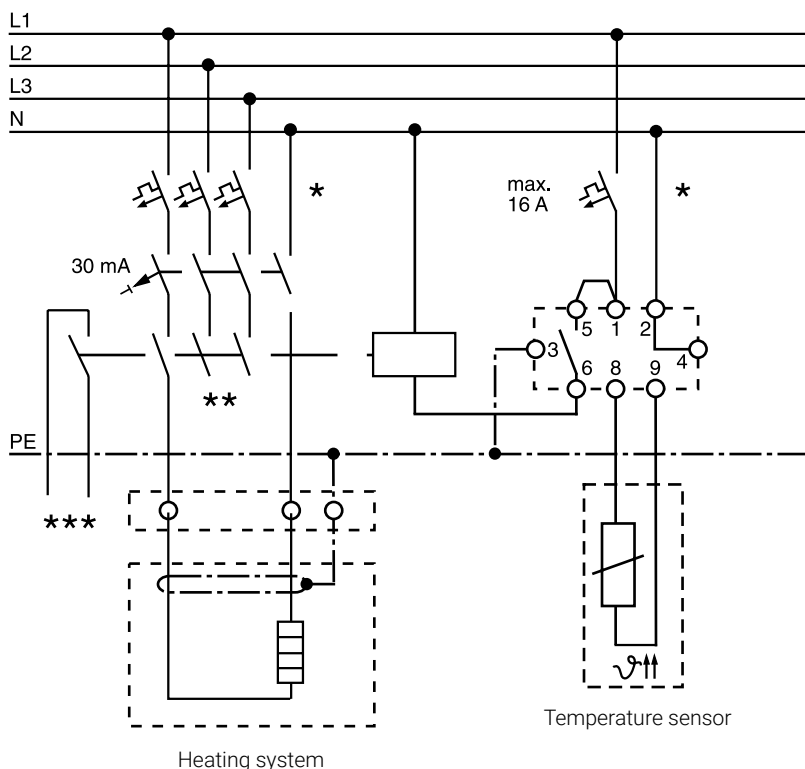 L1
L2
L3
N
*
max.
16 A
*
30 mA
5 1 2
3
4
6 8 9
**
PE
***
ϑ
Temperature sensor
Heating system